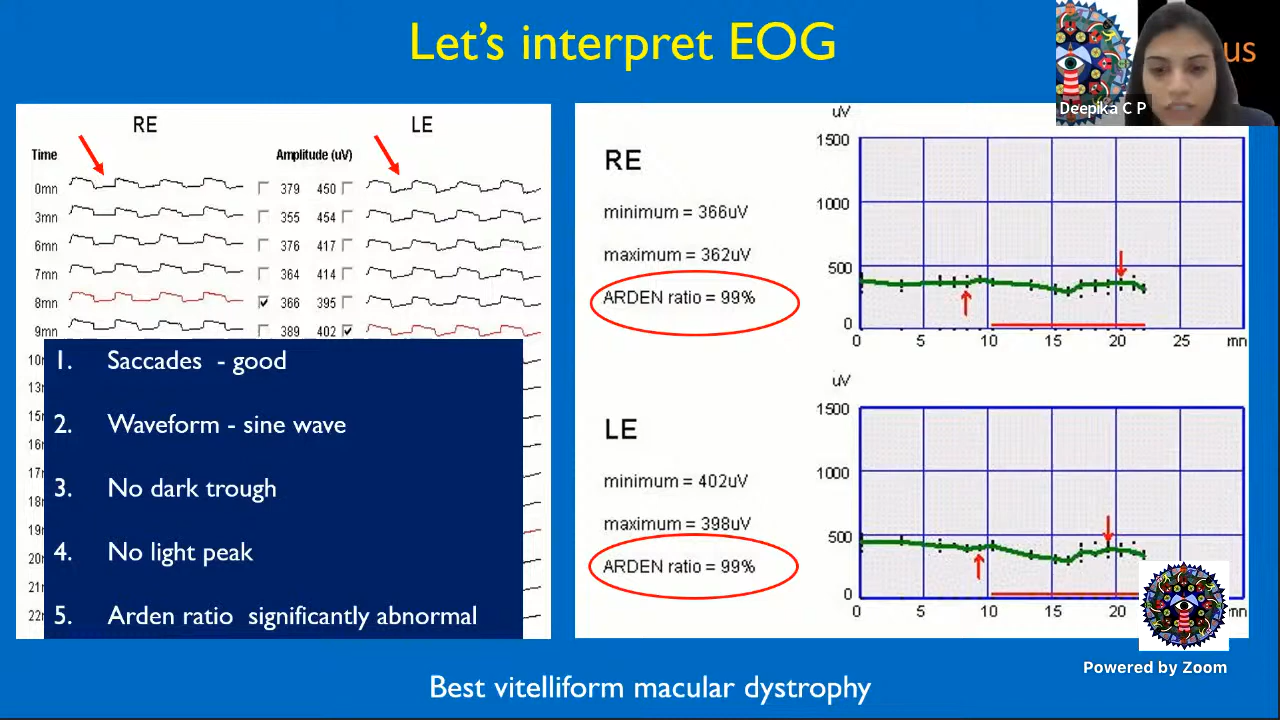 Let's interpret EOG
us
Deepika C P
RE LE
Time Amplitude (uV)
0mn 379 450
3mn 355 454
6mn 376 417
7mn 364 414
8mn 366 395
9mn 389 402
1. Saccades - good
2. Waveform - sine wave
3. No dark trough
4. No light peak
5. Arden ratio significantly abnormal
RE
minimum = 366uV
maximum = 362uV
ARDEN ratio = 99%
uV
1500
1000
500
0
0 5 10 15 20 25 mn
LE
minimum = 402uV
maximum = 398uV
ARDEN ratio = 99%
uV
1500
1000
500
0
0 5 10 15 20 mn
Powered by Zoom
Best vitelliform macular dystrophy